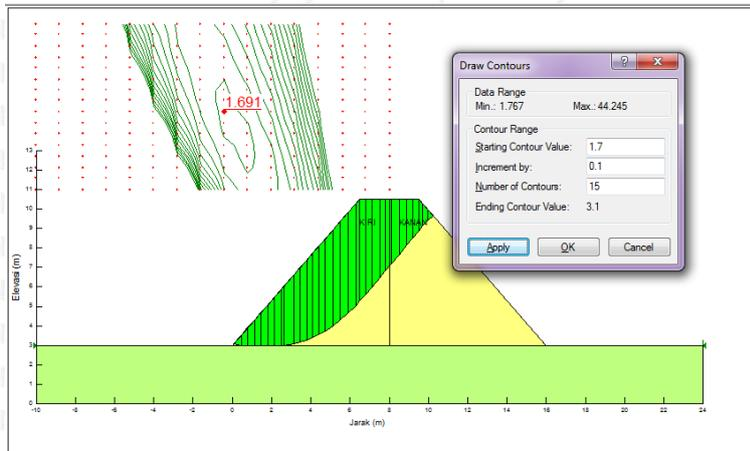 1.691
Draw Contours
Data Range
Min.: 1.767 Max.: 44.245
Contour Range
Starting Contour Value: 1.7
Increment by: 0.1
Number of Contours: 15
Ending Contour Value: 3.1
Apply OK Cancel
KIRI KANAN
Elevasi (m)
13
12
11
10
9
8
7
6
5
4
3
2
1
0
-10 -8 -6 -4 -2 0 2 4 6 8 10 12 14 16 18 20 22 24
Jarak (m)